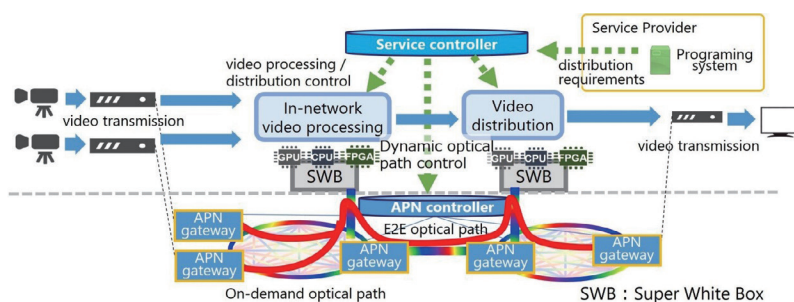 Service Provider
Service controller
Programing
system
distribution
requirements
video processing /
distribution control
In-network
video processing
Video
distribution
video transmission
video transmission
Dynamic optical
path control
GPU
CPU
FPGA
SWB
GPU
CPU
FPGA
SWB
APN controller
E2E optical path
APN
gateway
APN
gateway
APN
gateway
APN
gateway
APN
gateway
On-demand optical path
SWB : Super White Box